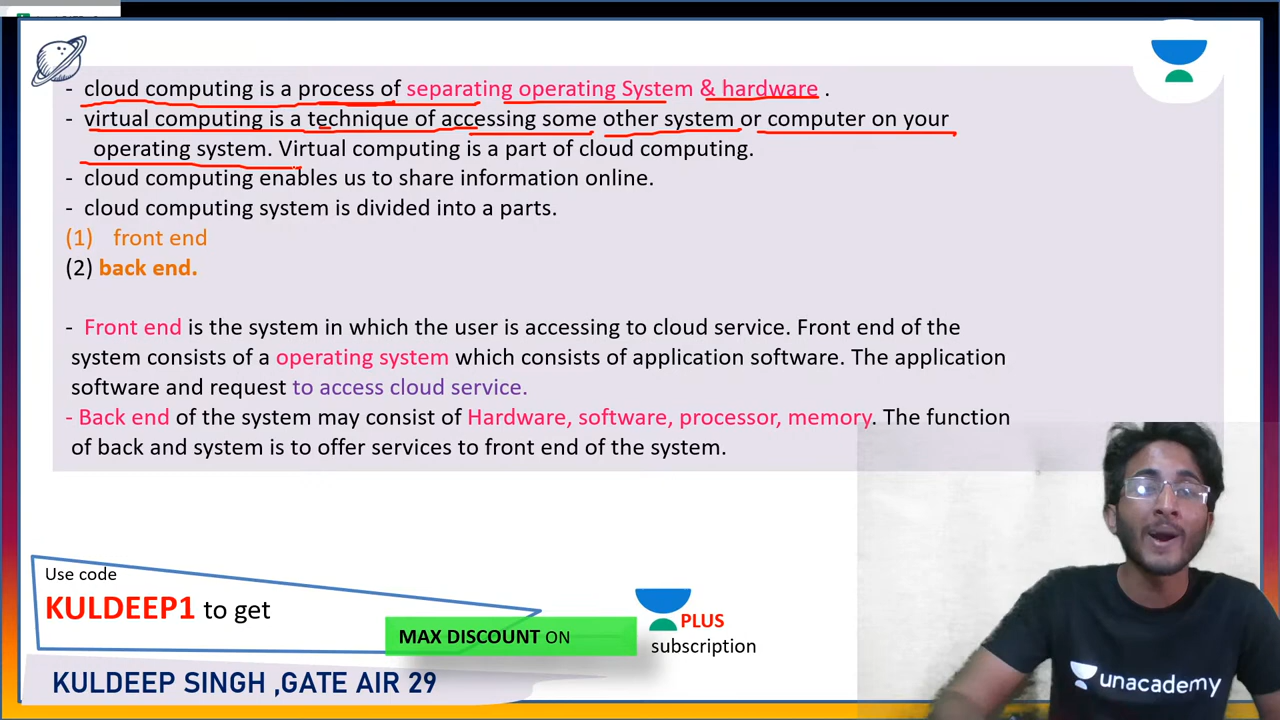 - cloud computing is a process of separating operating System & hardware .
- virtual computing is a technique of accessing some other system or computer on your
operating system. Virtual computing is a part of cloud computing.
- cloud computing enables us to share information online.
- cloud computing system is divided into a parts.
(1) front end
(2) back end.
- Front end is the system in which the user is accessing to cloud service. Front end of the
system consists of a operating system which consists of application software. The application
software and request to access cloud service.
- Back end of the system may consist of Hardware, software, processor, memory. The function
of back and system is to offer services to front end of the system.
Use code
KULDEEP1 to get
MAX DISCOUNT ON
PLUS
subscription
KULDEEP SINGH ,GATE AIR 29
unacademy